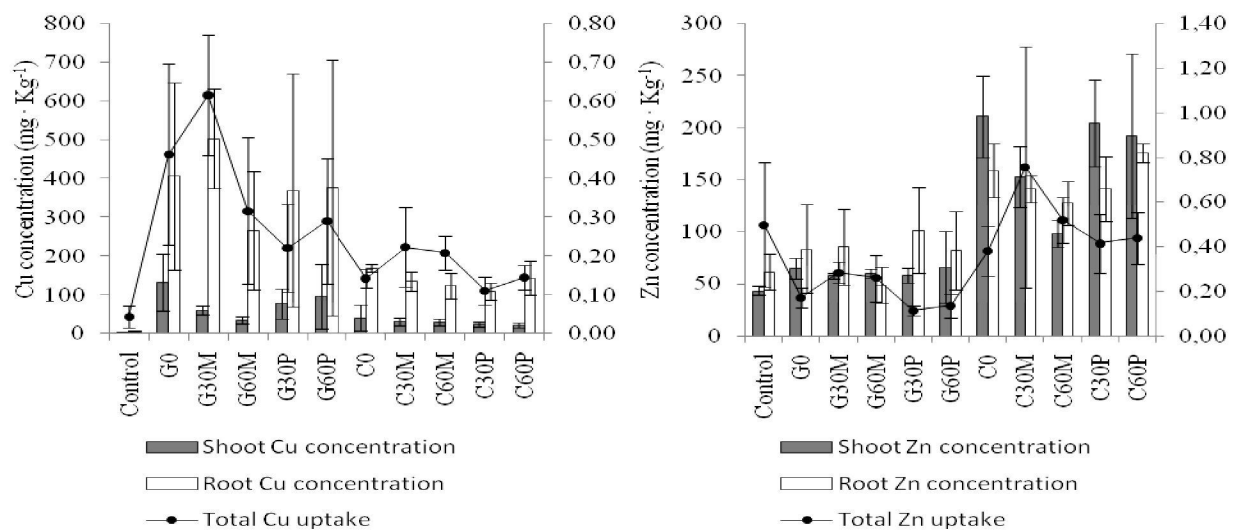 800
700
600
500
400
300
200
100
0
Cu concentration (mg · Kg-1)
0,80
0,70
0,60
0,50
0,40
0,30
0,20
0,10
0,00
Control
G0
G30M
G60M
G30P
G60P
C0
C30M
C60M
C30P
C60P
Shoot Cu concentration
Root Cu concentration
Total Cu uptake
300
250
200
150
100
50
0
Zn concentration (mg · Kg-1)
1,40
1,20
1,00
0,80
0,60
0,40
0,20
0,00
Control
G0
G30M
G60M
G30P
G60P
C0
C30M
C60M
C30P
C60P
Shoot Zn concentration
Root Zn concentration
Total Zn uptake